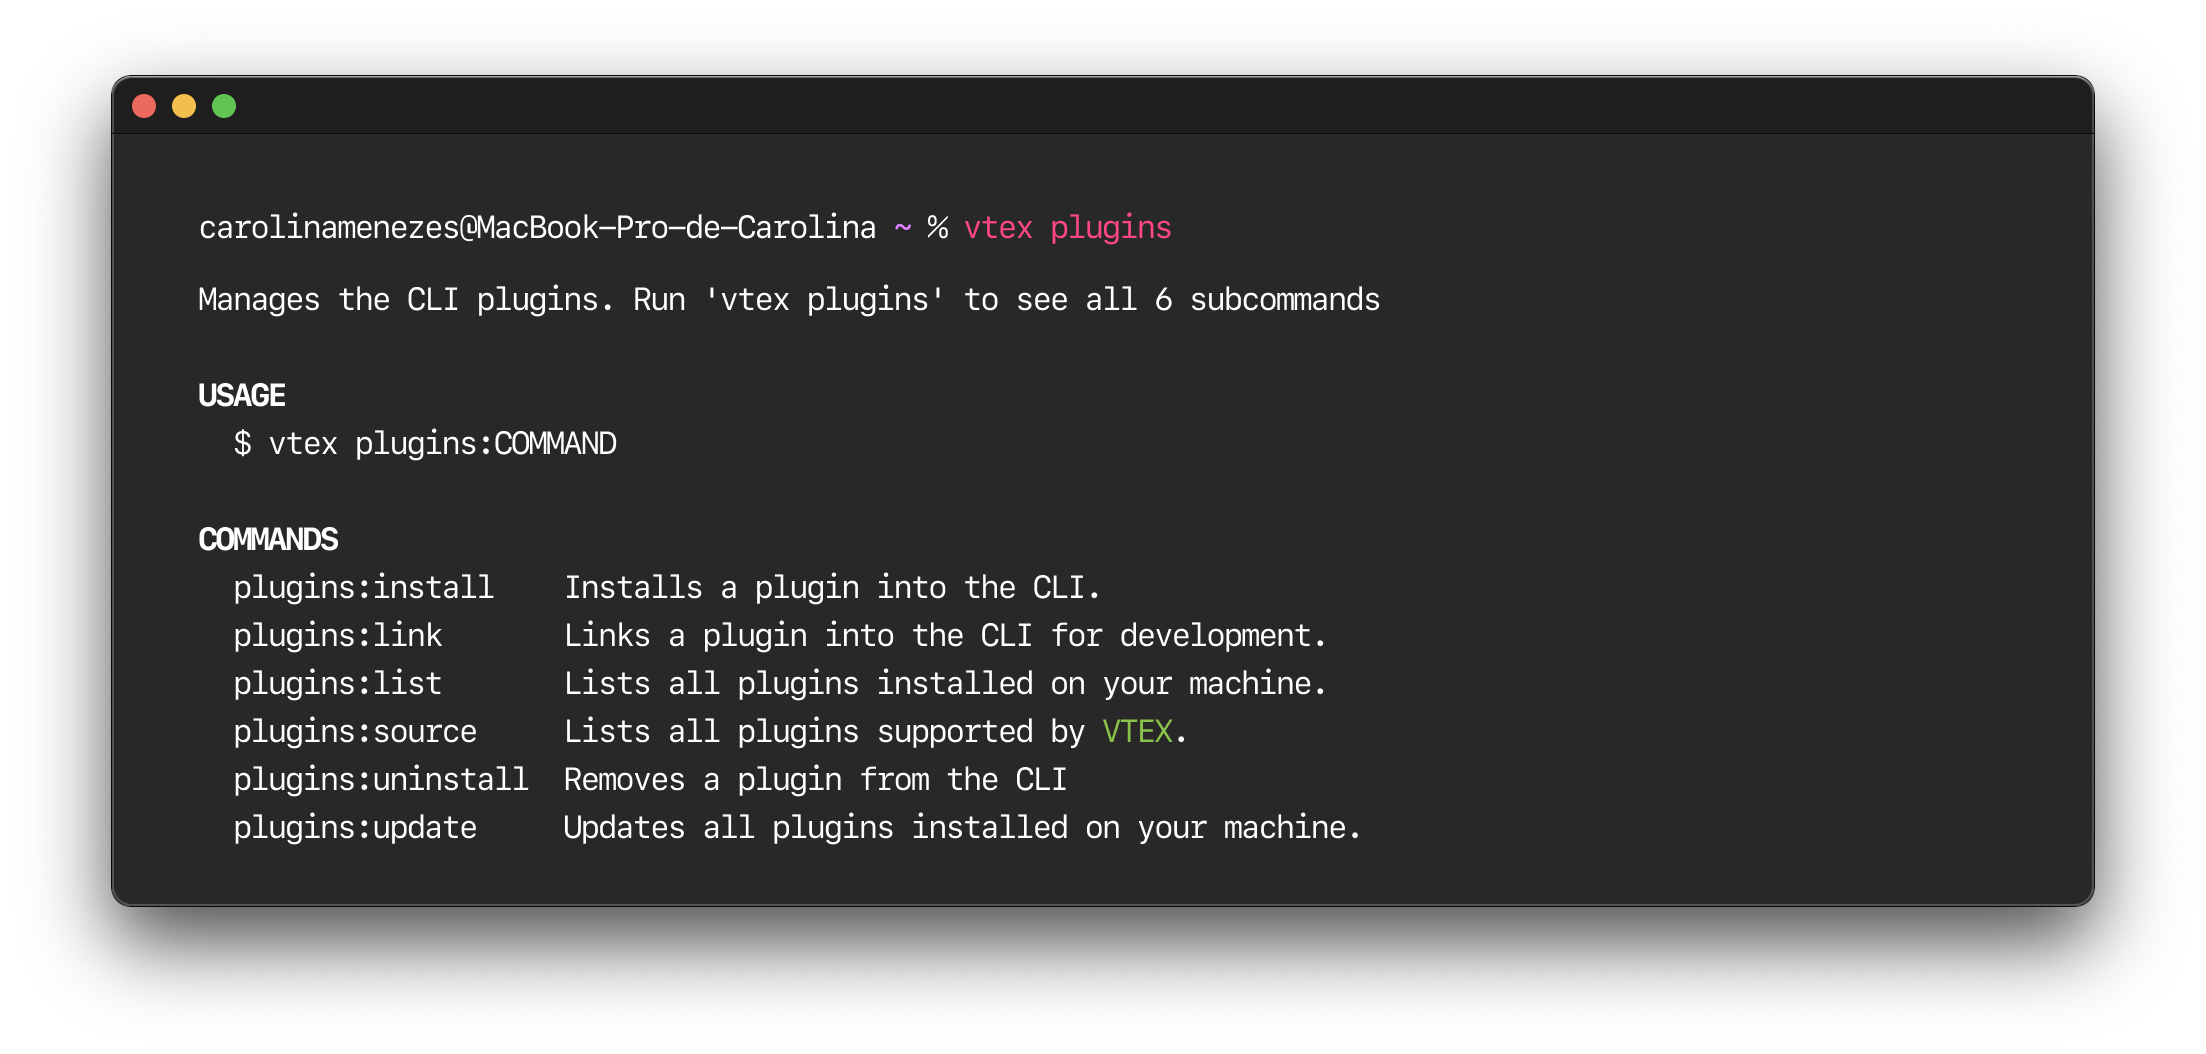 carolinamenezes@MacBook-Pro-de-Carolina ~ % vtex plugins
Manages the CLI plugins. Run 'vtex plugins' to see all 6 subcommands
USAGE
$ vtex plugins:COMMAND
COMMANDS
plugins:install    Installs a plugin into the CLI.
plugins:link       Links a plugin into the CLI for development.
plugins:list       Lists all plugins installed on your machine.
plugins:source     Lists all plugins supported by VTEX.
plugins:uninstall  Removes a plugin from the CLI
plugins:update     Updates all plugins installed on your machine.